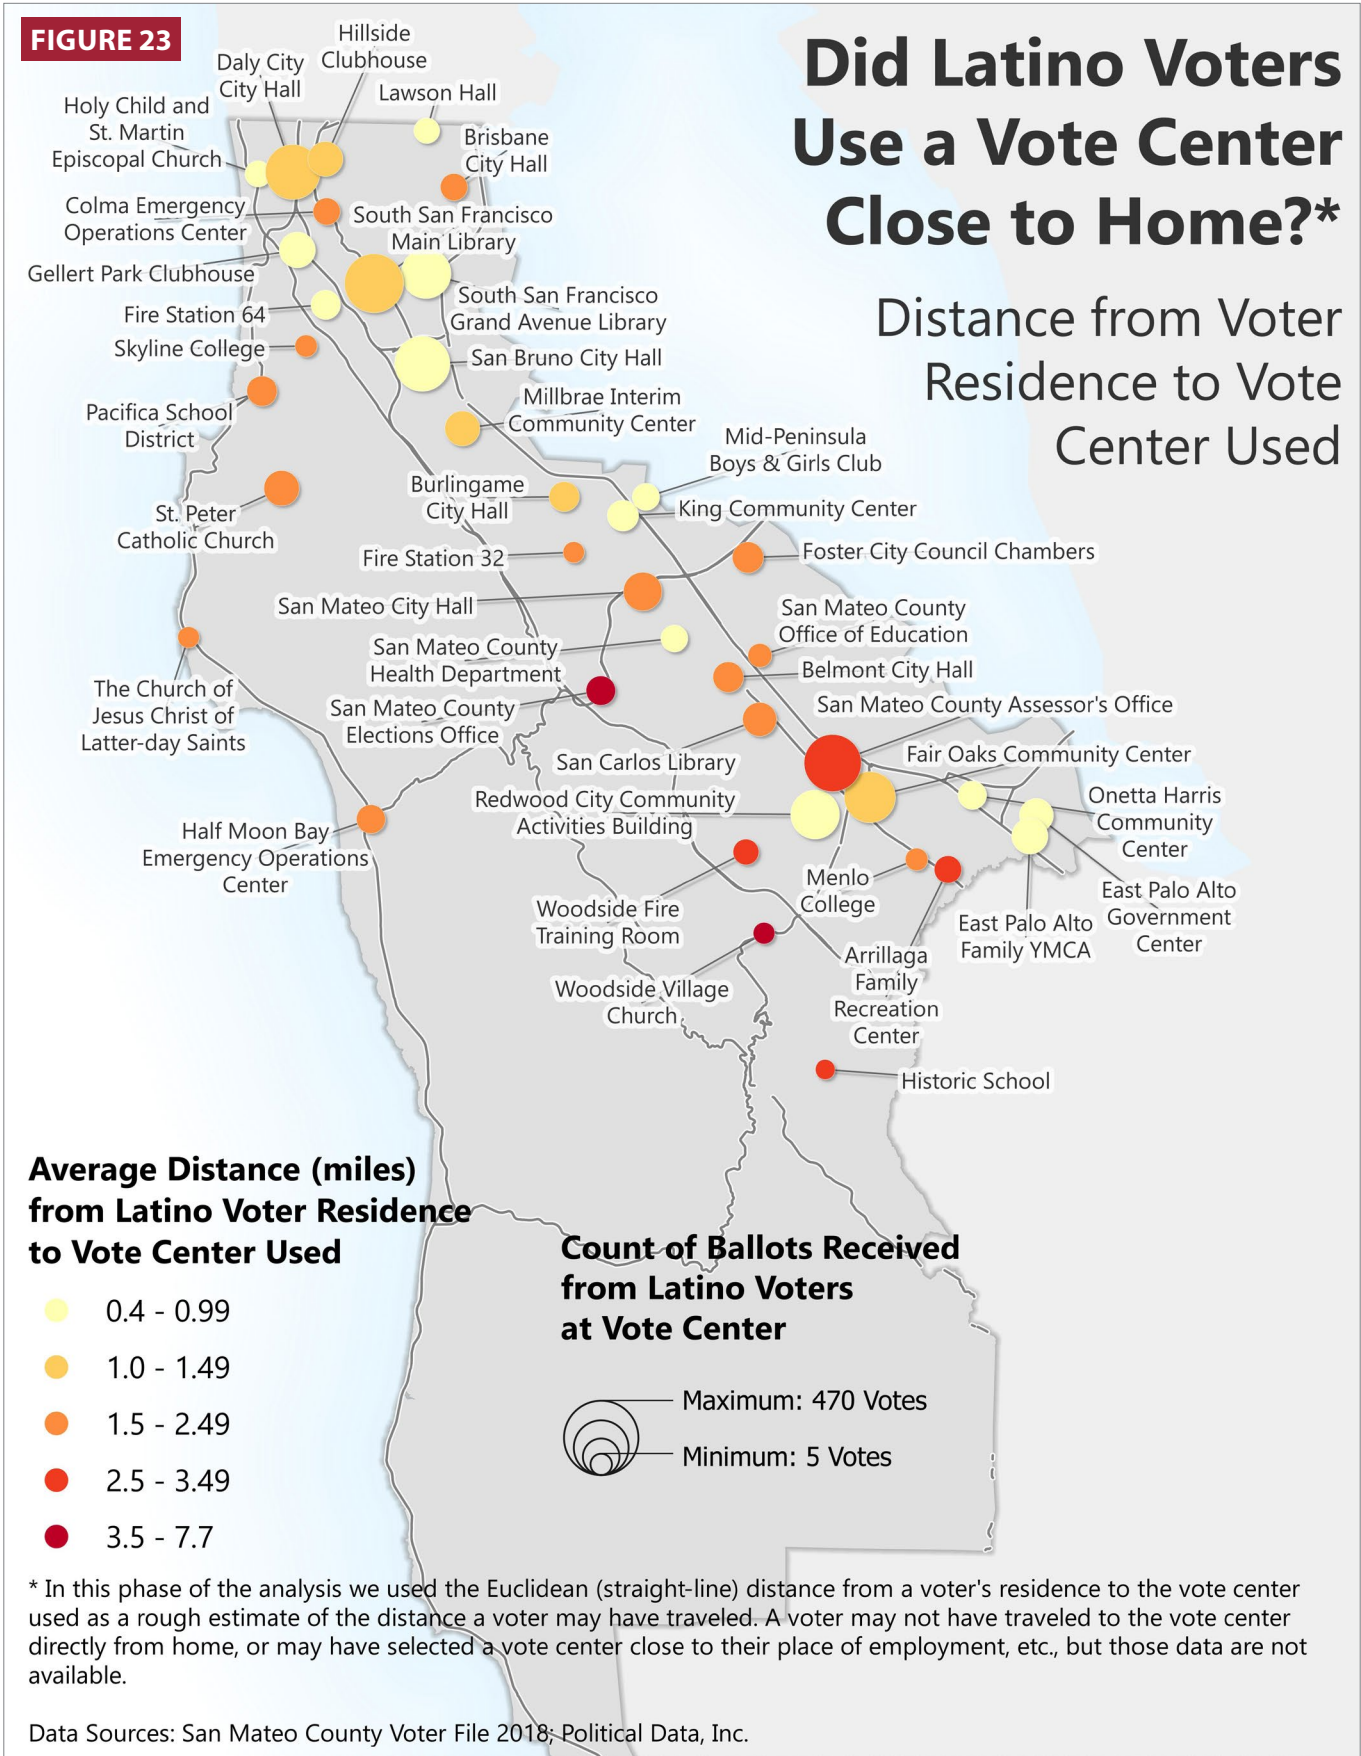 FIGURE 23
Did Latino Voters
Use a Vote Center
Close to Home?*
Distance from Voter
Residence to Vote
Center Used
Hillside
Clubhouse
Daly City
City Hall
Lawson Hall
Holy Child and
St. Martin
Episcopal Church
Brisbane
City Hall
Colma Emergency
Operations Center
South San Francisco
Main Library
Gellert Park Clubhouse
South San Francisco
Grand Avenue Library
Fire Station 64
Skyline College
San Bruno City Hall
Pacifica School
District
Millbrae Interim
Community Center
Mid-Peninsula
Boys & Girls Club
Burlingame
City Hall
King Community Center
St. Peter
Catholic Church
Fire Station 32
Foster City Council Chambers
San Mateo City Hall
San Mateo County
Office of Education
San Mateo County
Health Department
Belmont City Hall
The Church of
Jesus Christ of
Latter-day Saints
San Mateo County
Elections Office
San Mateo County Assessor's Office
San Carlos Library
Fair Oaks Community Center
Redwood City Community
Activities Building
Onetta Harris
Community
Center
Half Moon Bay
Emergency Operations
Center
Menlo
College
East Palo Alto
Government
Center
Woodside Fire
Training Room
East Palo Alto
Family YMCA
Arrillaga
Family
Recreation
Center
Woodside Village
Church
Historic School
Average Distance (miles)
from Latino Voter Residence
to Vote Center Used
0.4 - 0.99
1.0 - 1.49
1.5 - 2.49
2.5 - 3.49
3.5 - 7.7
Count of Ballots Received
from Latino Voters
at Vote Center
Maximum: 470 Votes
Minimum: 5 Votes
* In this phase of the analysis we used the Euclidean (straight-line) distance from a voter's residence to the vote center
used as a rough estimate of the distance a voter may have traveled. A voter may not have traveled to the vote center
directly from home, or may have selected a vote center close to their place of employment, etc., but those data are not
available.
Data Sources: San Mateo County Voter File 2018; Political Data, Inc.